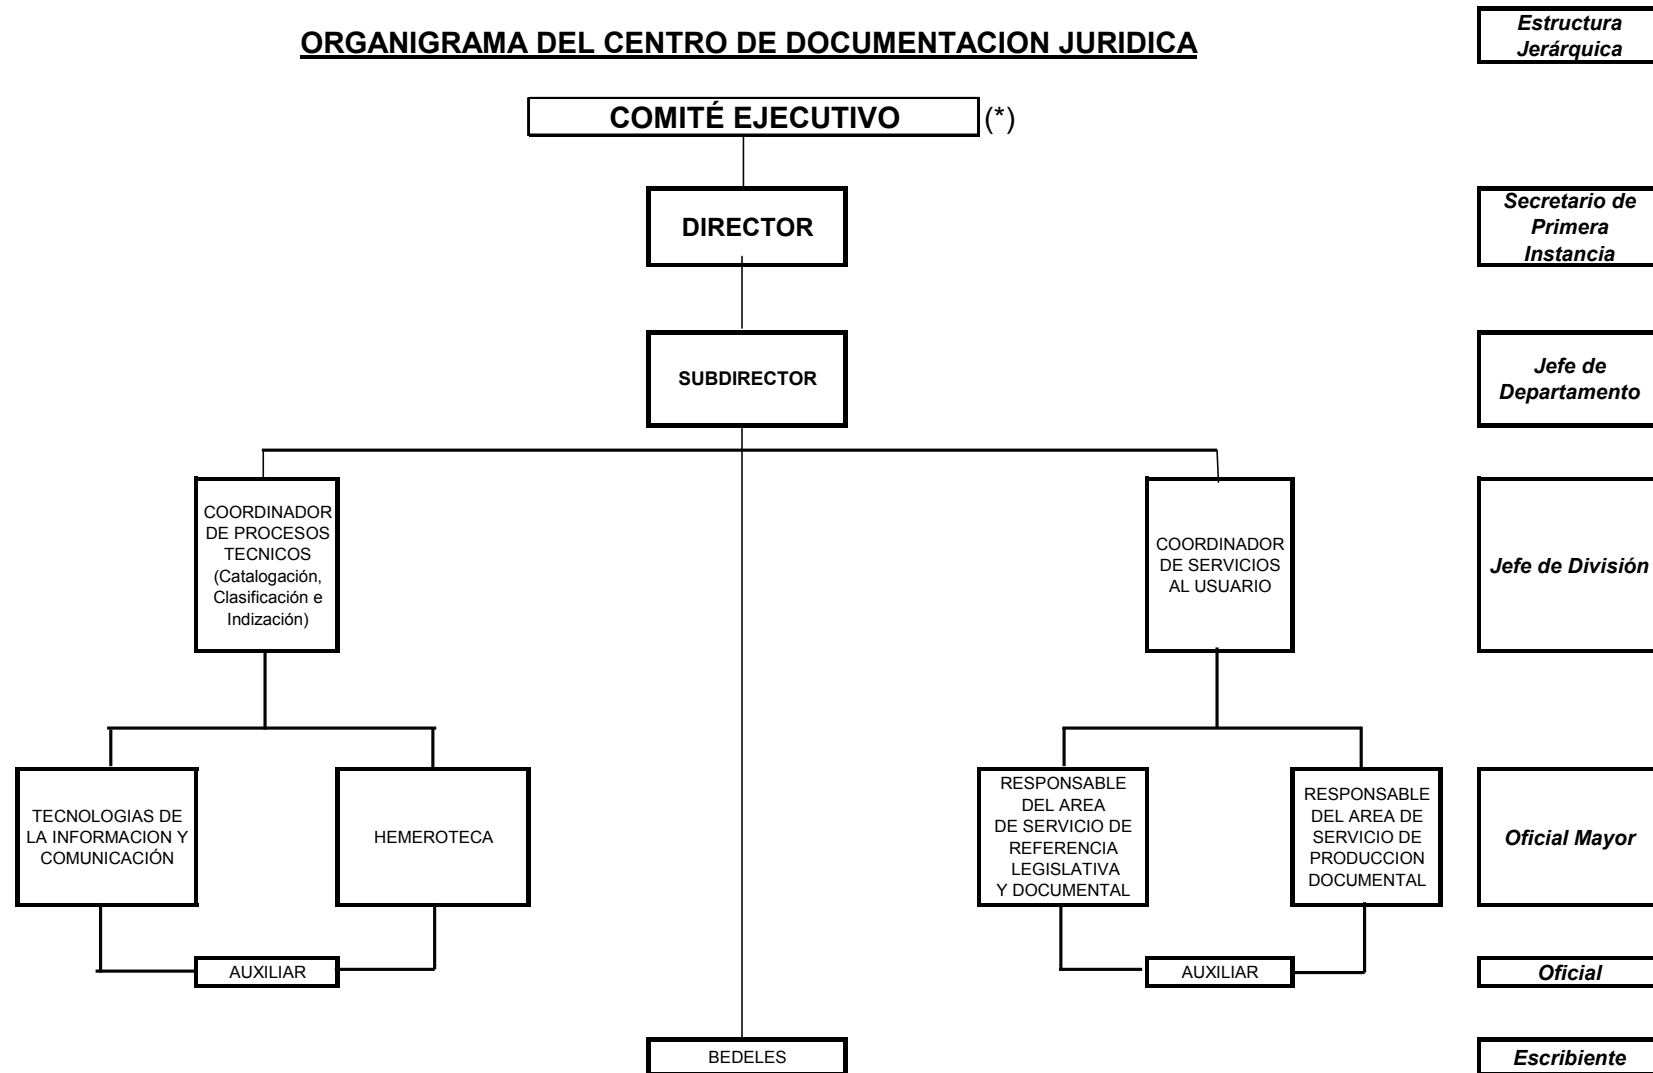 ORGANIGRAMA DEL CENTRO DE DOCUMENTACION JURIDICA
Estructura
Jerárquica
COMITÉ EJECUTIVO (*)
DIRECTOR
Secretario de
Primera
Instancia
SUBDIRECTOR
Jefe de
Departamento
COORDINADOR
DE PROCESOS
TECNICOS
(Catalogación,
Clasificación e
Indización)
COORDINADOR
DE SERVICIOS
AL USUARIO
Jefe de División
TECNOLOGIAS DE
LA INFORMACION Y
COMUNICACIÓN
HEMEROTECA
RESPONSABLE
DEL AREA
DE SERVICIO DE
REFERENCIA
LEGISLATIVA
Y DOCUMENTAL
RESPONSABLE
DEL AREA DE
SERVICIO DE
PRODUCCION
DOCUMENTAL
Oficial Mayor
AUXILIAR
AUXILIAR
Oficial
BEDELES
Escribiente